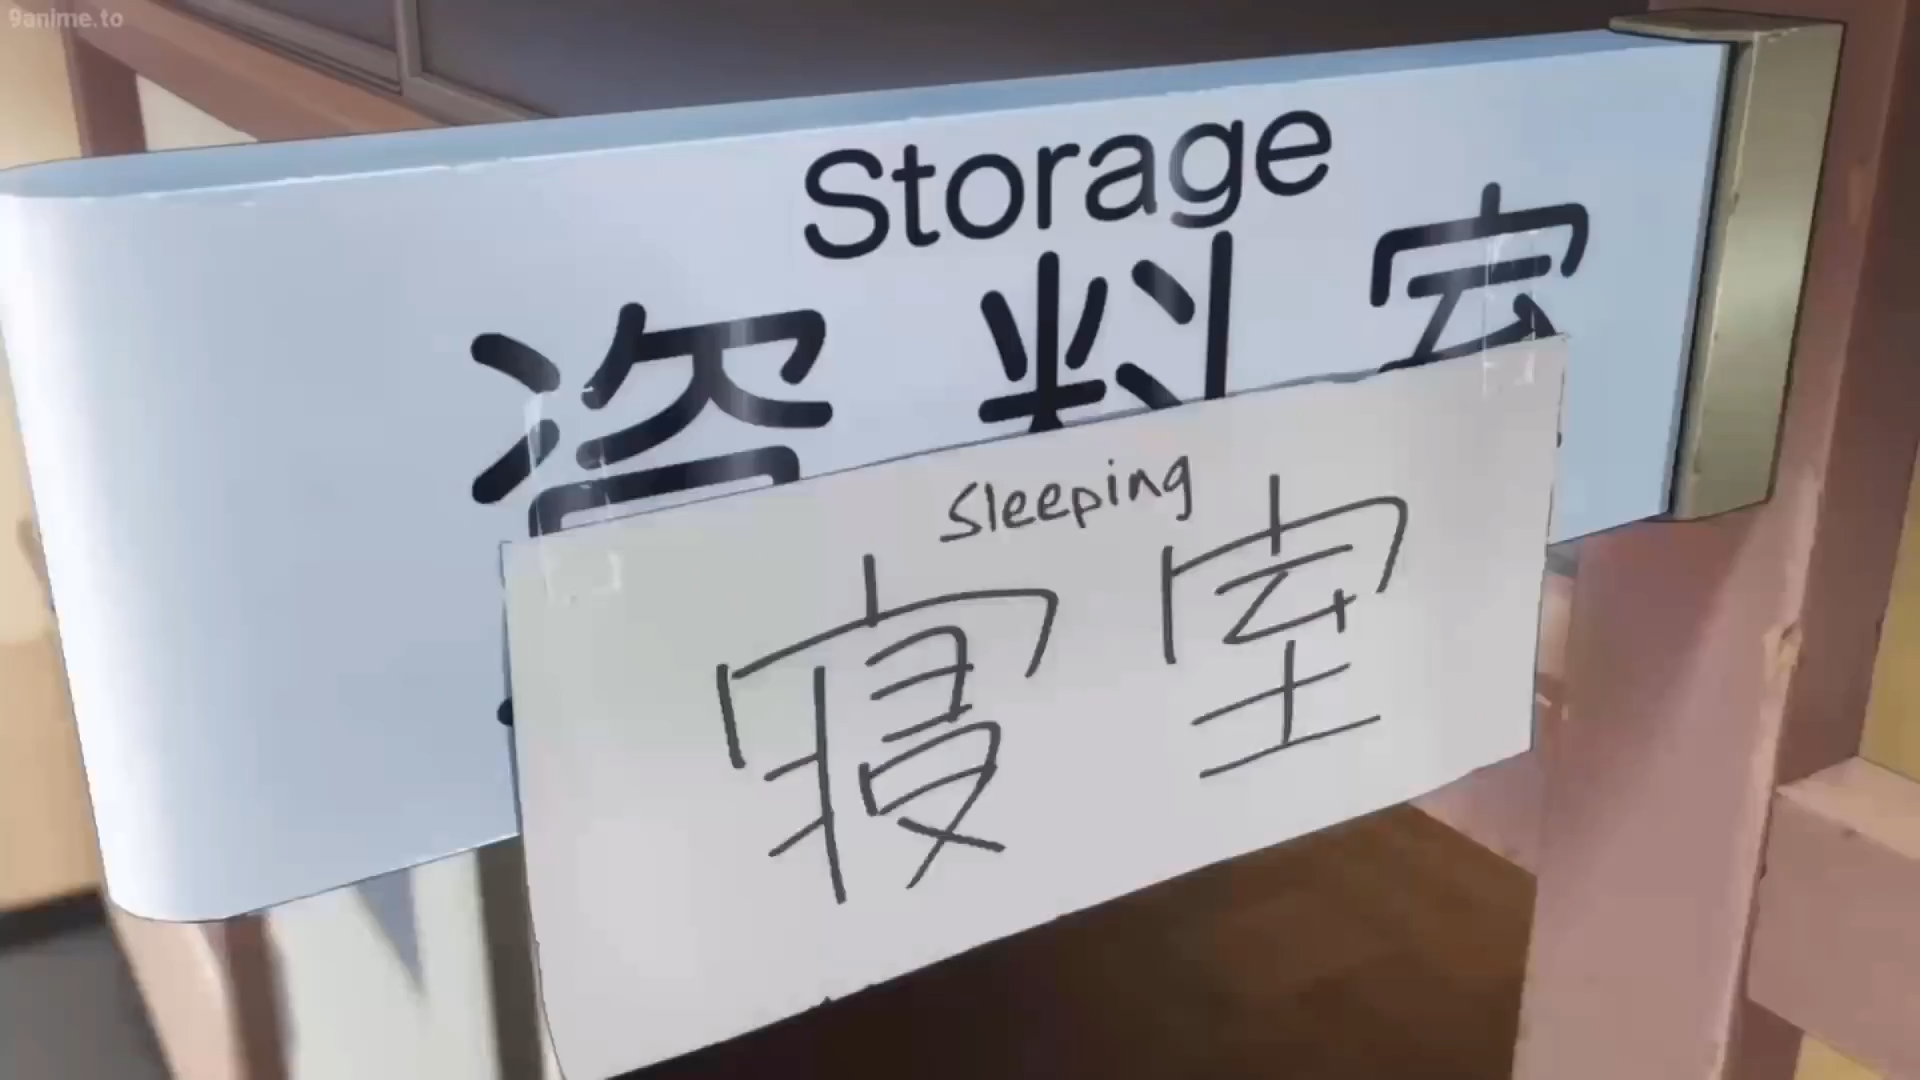 9anime.to
Storage
資料室
Sleeping
寝室